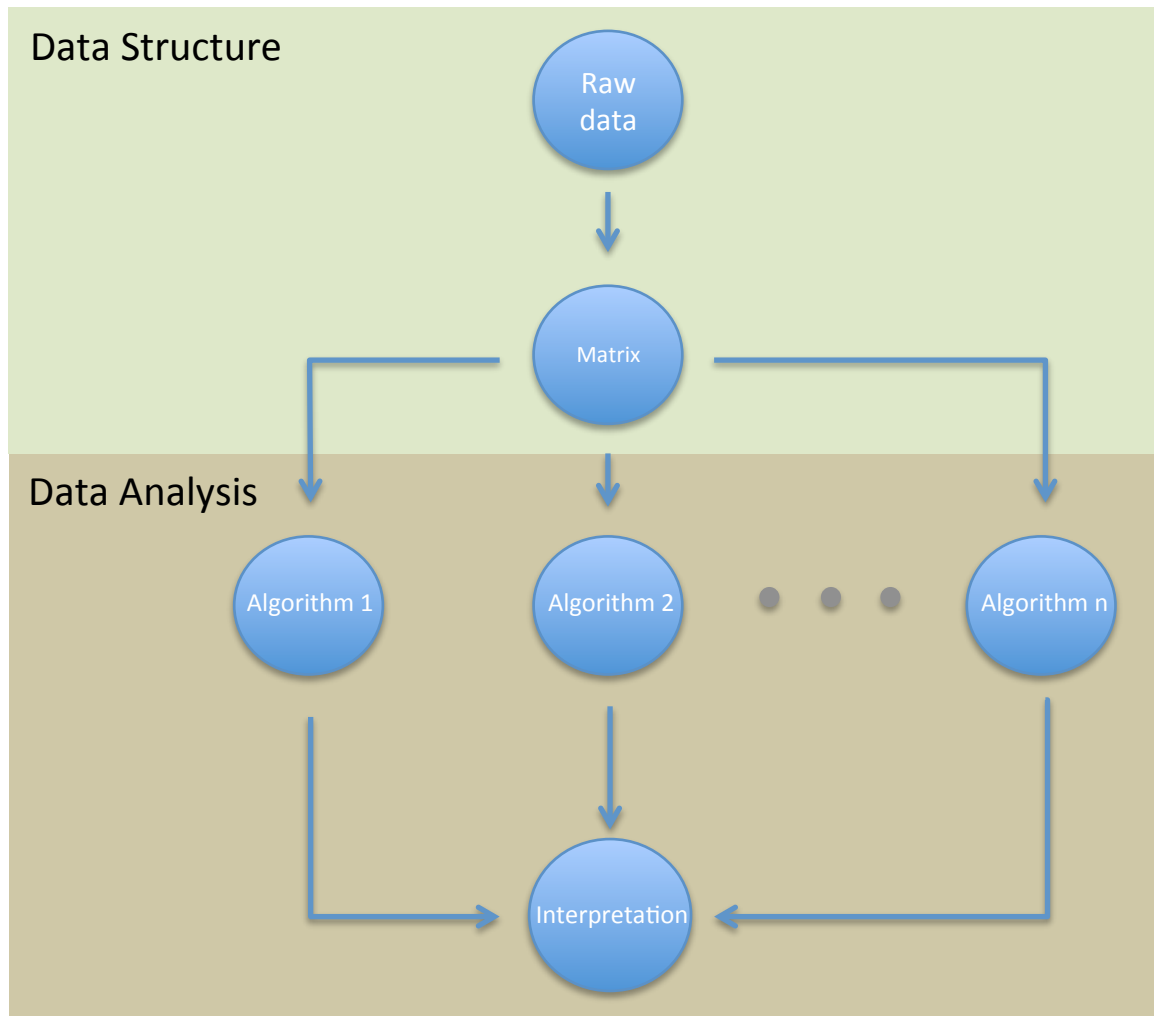 Data Structure
Raw
data
Matrix
Data Analysis
Algorithm 1
Algorithm 2
Algorithm n
Interpretation